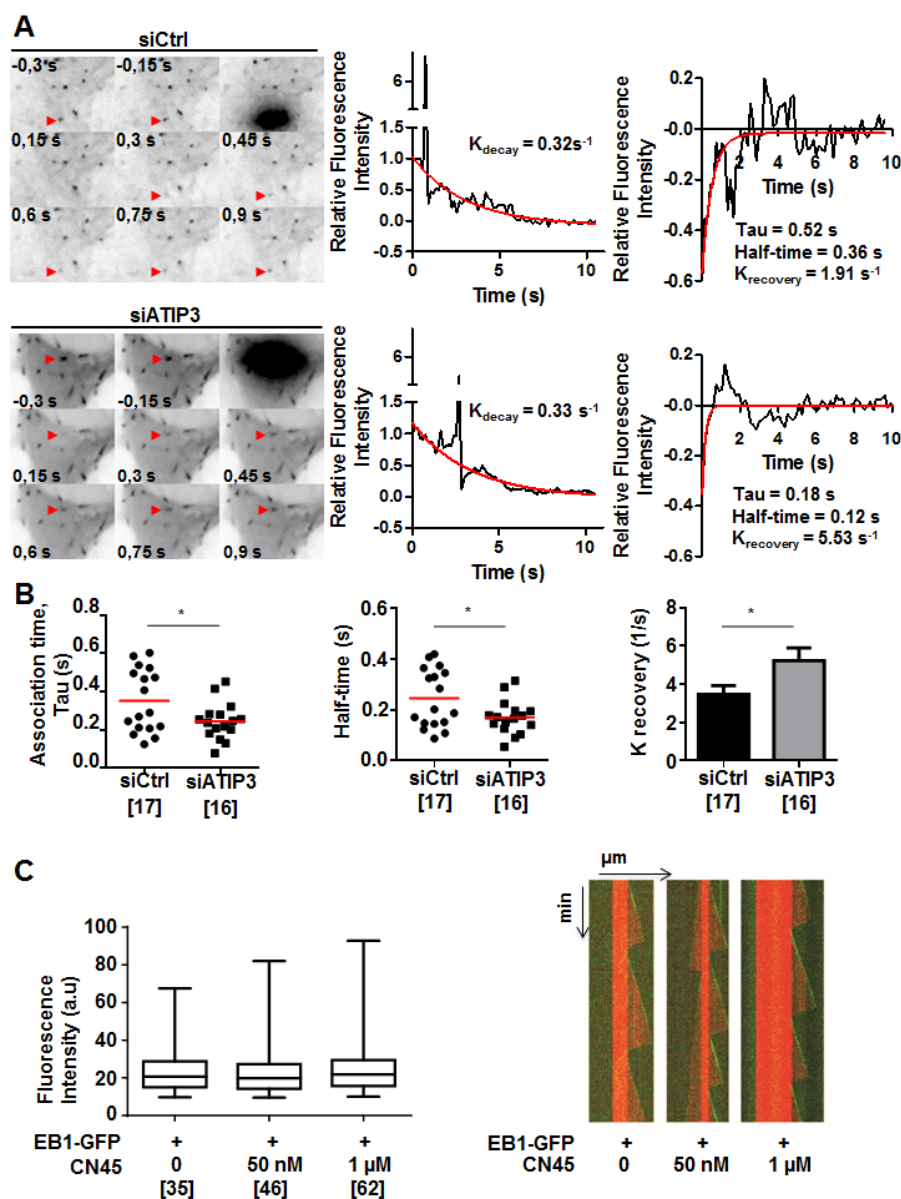 A
siCtrl
-0,3 s
-0,15 s
0,15 s
0,3 s
0,45 s
0,6 s
0,75 s
0,9 s
Relative Fluorescence
Intensity
6
1.5
1.0
0.5
0.0
-0.5
0
5
10
Time (s)
Kdecay = 0.32s-1
Relative Fluorescence
Intensity
0.2
-0.0
-0.2
-0.4
-0.6
2
4
6
8
10
Time (s)
Tau = 0.52 s
Half-time = 0.36 s
Krecovery = 1.91 s-1
siATIP3
-0,3 s
-0,15 s
0,15 s
0,3 s
0,45 s
0,6 s
0,75 s
0,9 s
Relative Fluorescence
Intensity
6
1.5
1.0
0.5
0.0
-0.5
0
5
10
Time (s)
Kdecay = 0.33 s-1
Relative Fluorescence
Intensity
0.2
-0.0
-0.2
-0.4
-0.6
2
4
6
8
10
Time (s)
Tau = 0.18 s
Half-time = 0.12 s
Krecovery = 5.53 s-1
B
Association time,
Tau (s)
0.8
0.6
0.4
0.2
0.0
*
siCtrl
[17]
siATIP3
[16]
Half-time (s)
0.6
0.4
0.2
0.0
*
siCtrl
[17]
siATIP3
[16]
K recovery (1/s)
8
6
4
2
0
*
siCtrl
[17]
siATIP3
[16]
C
Fluorescence
Intensity (a.u)
100
80
60
40
20
0
EB1-GFP + + +
CN45 0 50 nM 1 µM
[35] [46] [62]
µm
min
EB1-GFP + + +
CN45 0 50 nM 1 µM